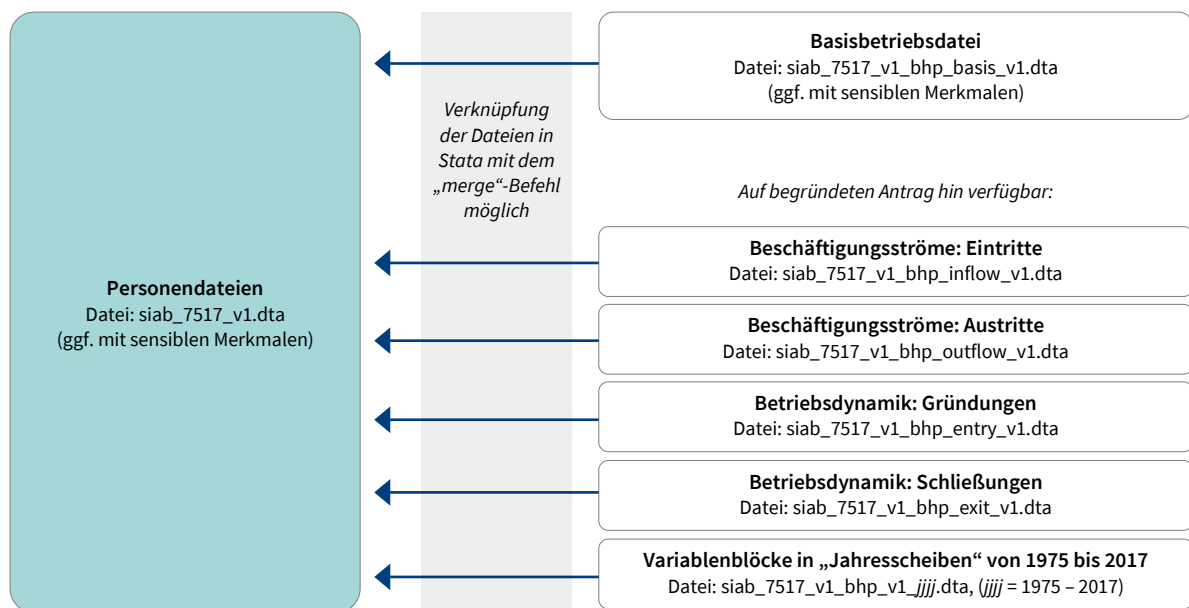 Personendateien
Datei: siab_7517_v1.dta
(ggf. mit sensiblen Merkmalen)
Verknüpfung
der Dateien in
Stata mit dem
„merge“-Befehl
möglich
Basisbetriebsdatei
Datei: siab_7517_v1_bhp_basis_v1.dta
(ggf. mit sensiblen Merkmalen)
Auf begründeten Antrag hin verfügbar:
Beschäftigungsströme: Eintritte
Datei: siab_7517_v1_bhp_inflow_v1.dta
Beschäftigungsströme: Austritte
Datei: siab_7517_v1_bhp_outflow_v1.dta
Betriebsdynamik: Gründungen
Datei: siab_7517_v1_bhp_entry_v1.dta
Betriebsdynamik: Schließungen
Datei: siab_7517_v1_bhp_exit_v1.dta
Variablenblöcke in „Jahresscheiben“ von 1975 bis 2017
Datei: siab_7517_v1_bhp_v1_jjjj.dta, (jjjj = 1975 – 2017)